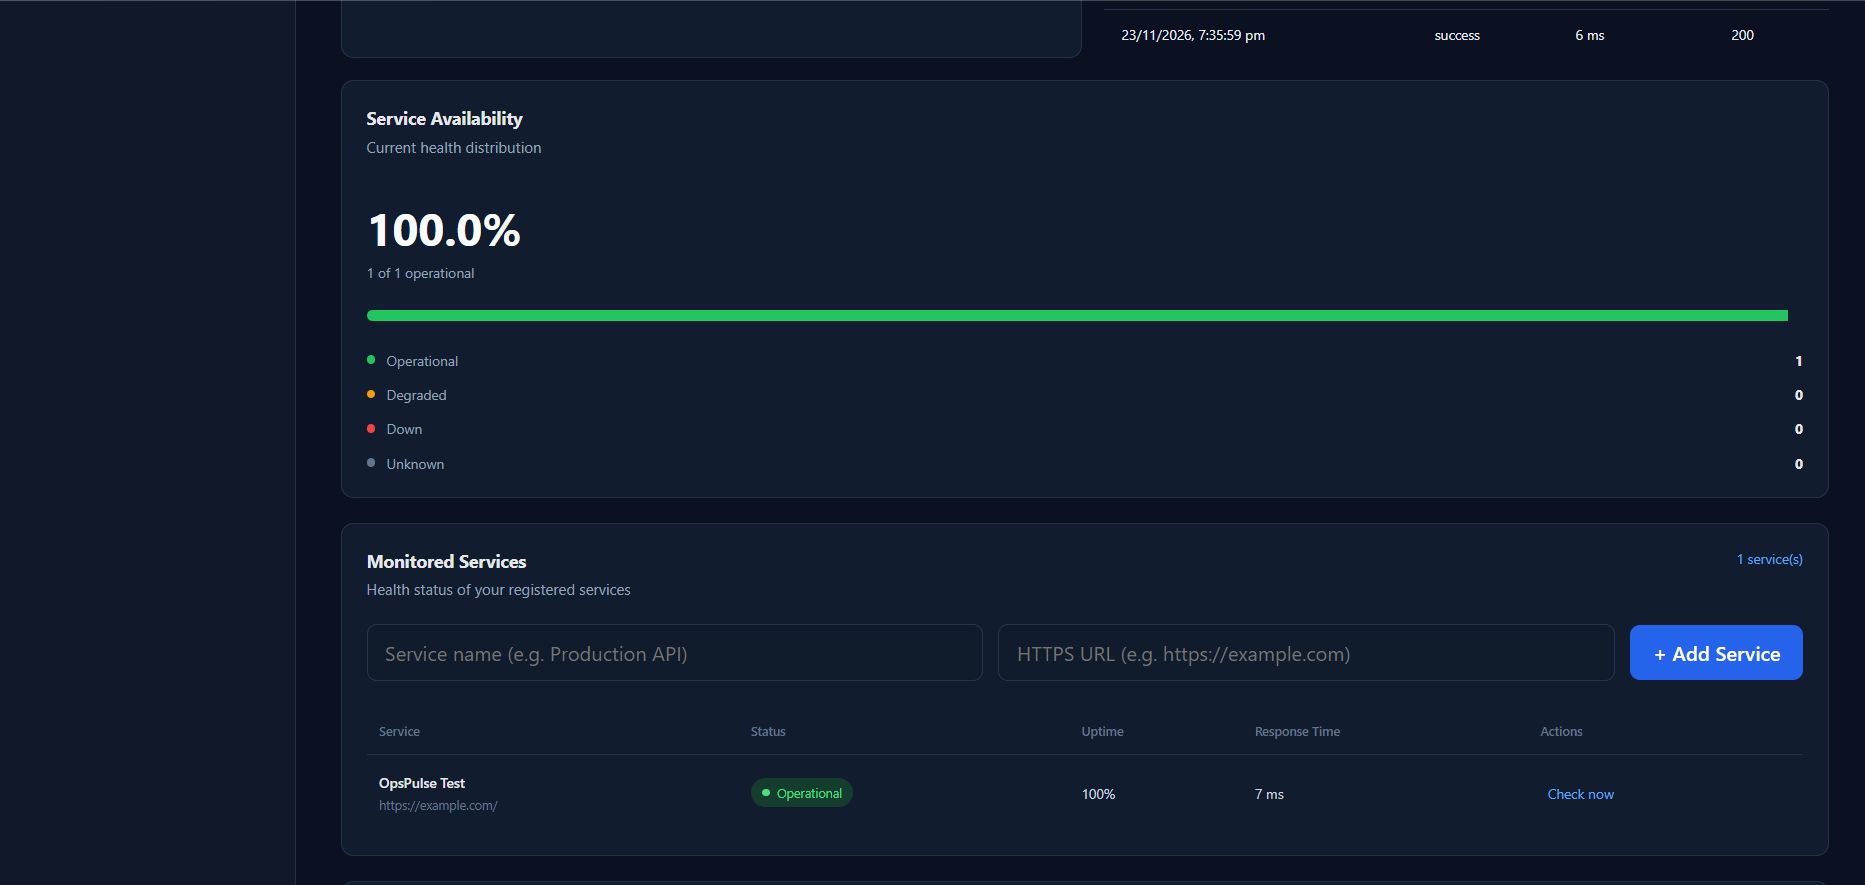 23/11/2026, 7:35:59 pm success 6 ms 200
Service Availability
Current health distribution
100.0%
1 of 1 operational
Operational 1
Degraded 0
Down 0
Unknown 0
Monitored Services 1 service(s)
Health status of your registered services
Service name (e.g. Production API) HTTPS URL (e.g. https://example.com) + Add Service
Service Status Uptime Response Time Actions
OpsPulse Test
https://example.com/
Operational 100% 7 ms Check now